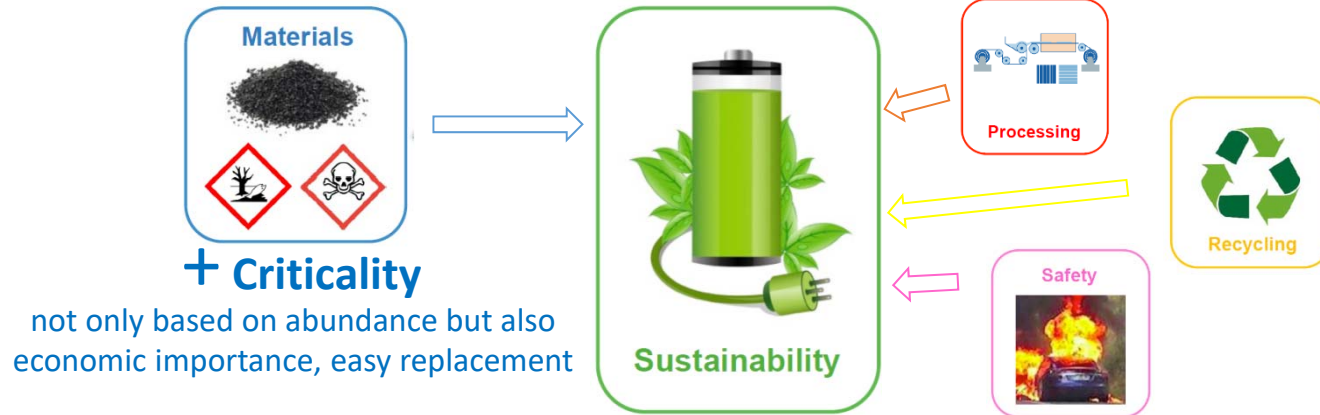 Materials
+ Criticality
not only based on abundance but also
economic importance, easy replacement
Sustainability
Processing
Recycling
Safety